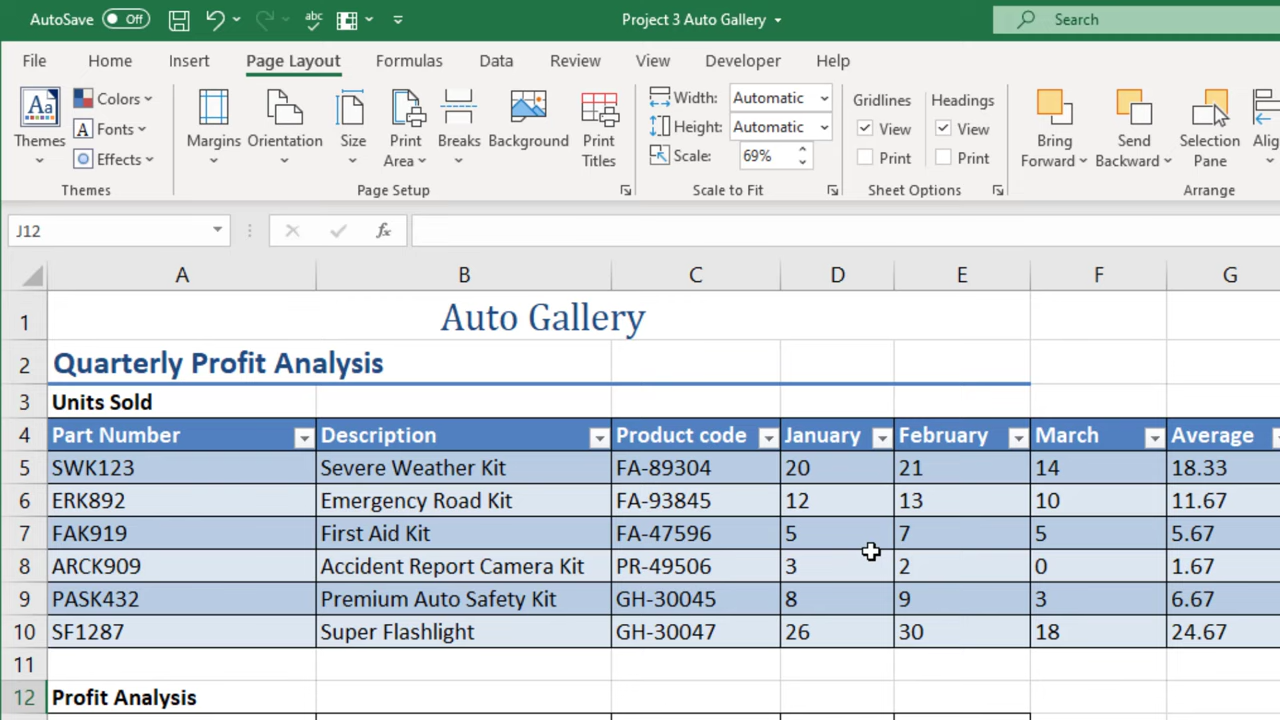 AutoSave Off abc Project 3 Auto Gallery Search
File Home Insert Page Layout Formulas Data Review View Developer Help
Aa Themes Colors Fonts Effects Themes
Margins Orientation Size Print Area Breaks Background Print Titles Page Setup
Width: Automatic Height: Automatic Scale: 69% Scale to Fit
Gridlines View Print Headings View Print Sheet Options
Bring Forward Send Backward Selection Pane Arrange
J12 fx
A B C D E F G
1 Auto Gallery
2 Quarterly Profit Analysis
3 Units Sold
4 Part Number Description Product code January February March Average
5 SWK123 Severe Weather Kit FA-89304 20 21 14 18.33
6 ERK892 Emergency Road Kit FA-93845 12 13 10 11.67
7 FAK919 First Aid Kit FA-47596 5 7 5 5.67
8 ARCK909 Accident Report Camera Kit PR-49506 3 2 0 1.67
9 PASK432 Premium Auto Safety Kit GH-30045 8 9 3 6.67
10 SF1287 Super Flashlight GH-30047 26 30 18 24.67
11
12 Profit Analysis